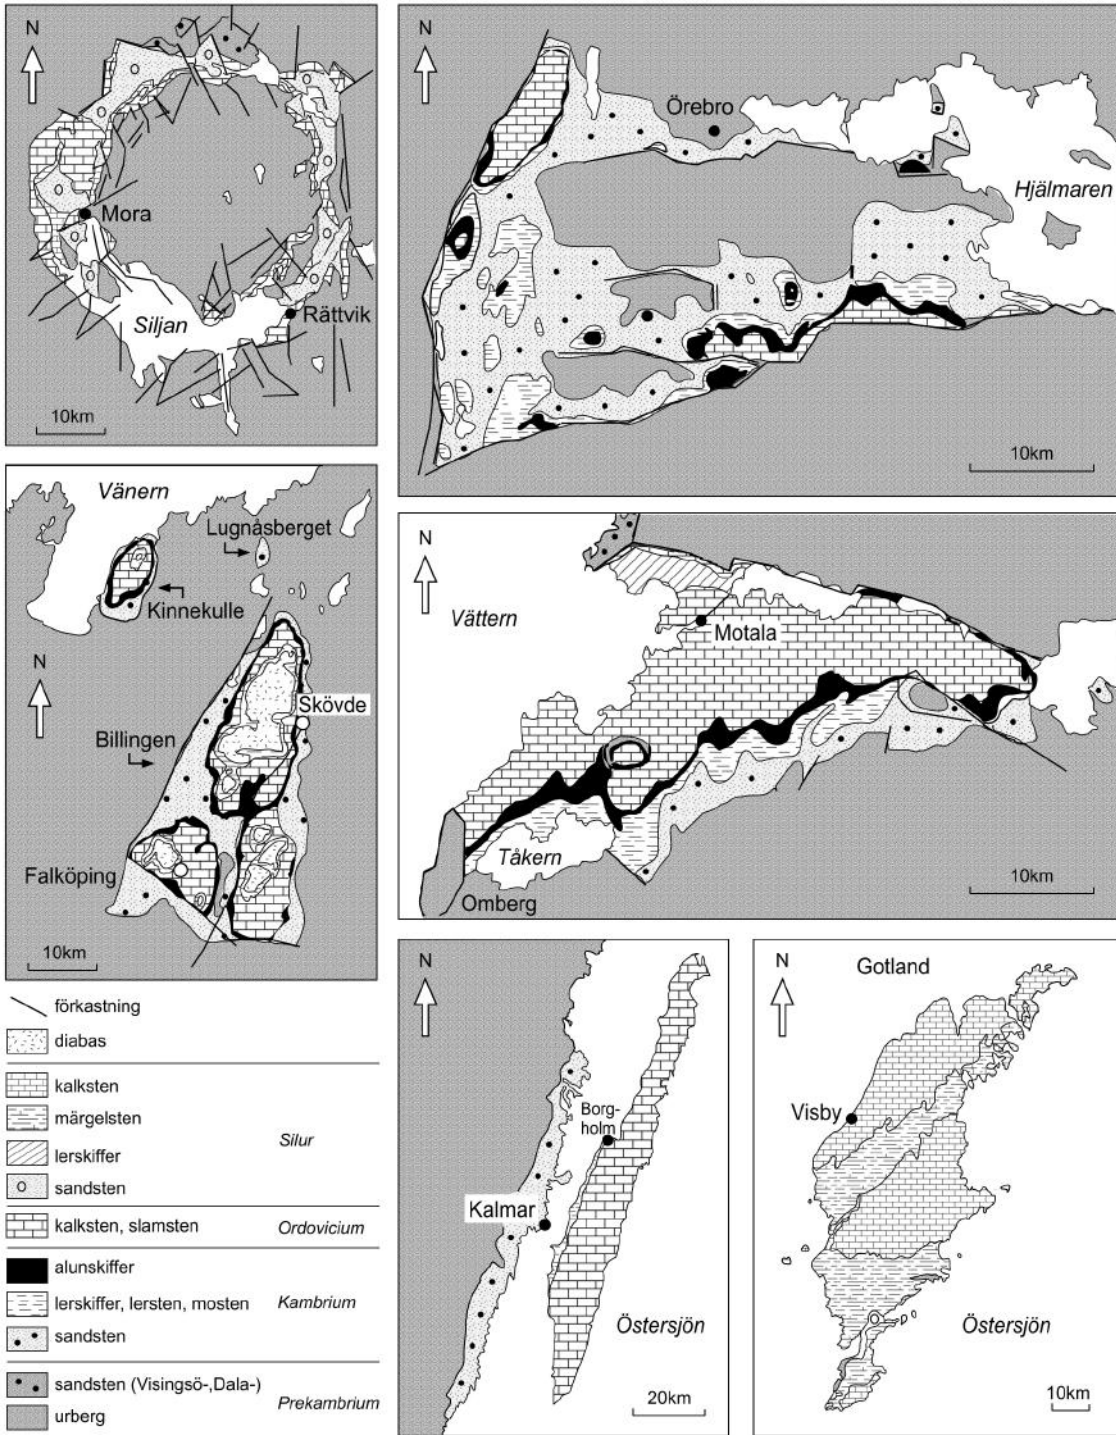 N
Mora
Siljan
Rättvik
10km
N
Örebro
Hjälmaren
10km
Vänern
Lugnåsberget
Kinnekulle
N
Skövde
Billingen
Falköping
10km
N
Vättern
Motala
Tåkern
Omberg
10km
förkastning
diabas
kalksten
märgelsten
Silur
lerskiffer
sandsten
kalksten, slamsten Ordovicium
alunskiffer
lerskiffer, lersten, mosten Kambrium
sandsten
sandsten (Visingsö-,Dala-)
Prekambrium
urberg
N
Borg-
holm
Kalmar
Östersjön
20km
N
Gotland
Visby
Östersjön
10km